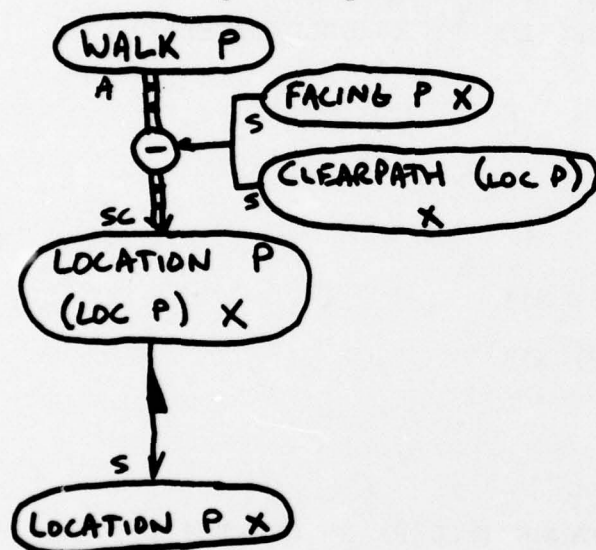 WALK P
A
FACING P X
S
−
CLEARPATH (LOC P)
X
S
SC
LOCATION P
(LOC P) X
S
LOCATION P X